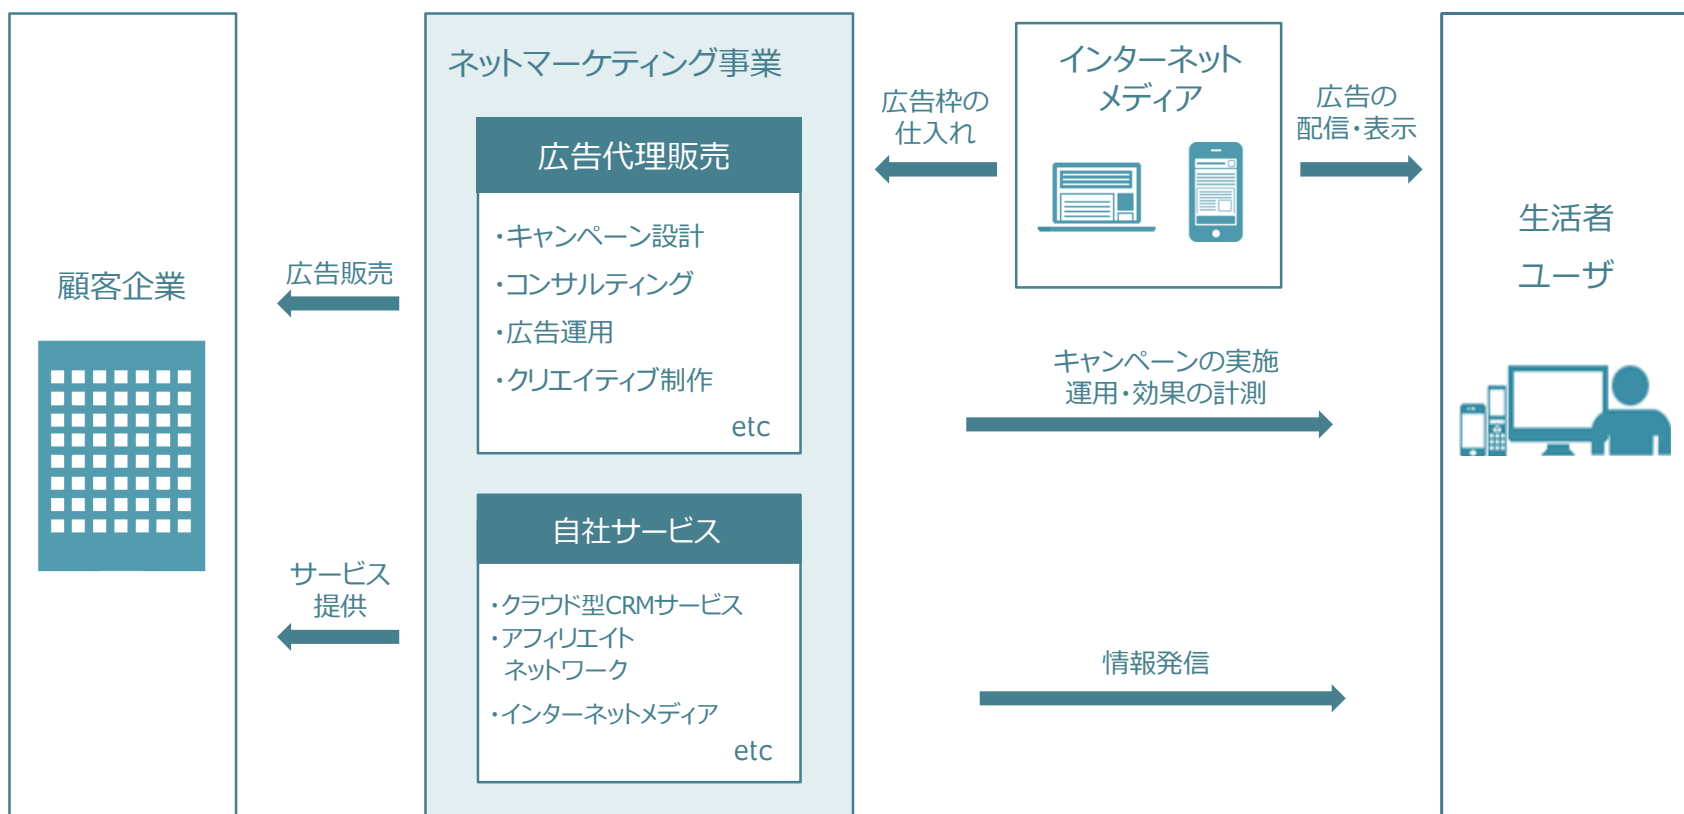 顧客企業
広告販売
サービス
提供
ネットマーケティング事業
広告代理販売
・キャンペーン設計
・コンサルティング
・広告運用
・クリエイティブ制作
etc
自社サービス
・クラウド型CRMサービス
・アフィリエイト
ネットワーク
・インターネットメディア
etc
広告枠の
仕入れ
インターネット
メディア
広告の
配信・表示
キャンペーンの実施
運用・効果の計測
情報発信
生活者
ユーザ